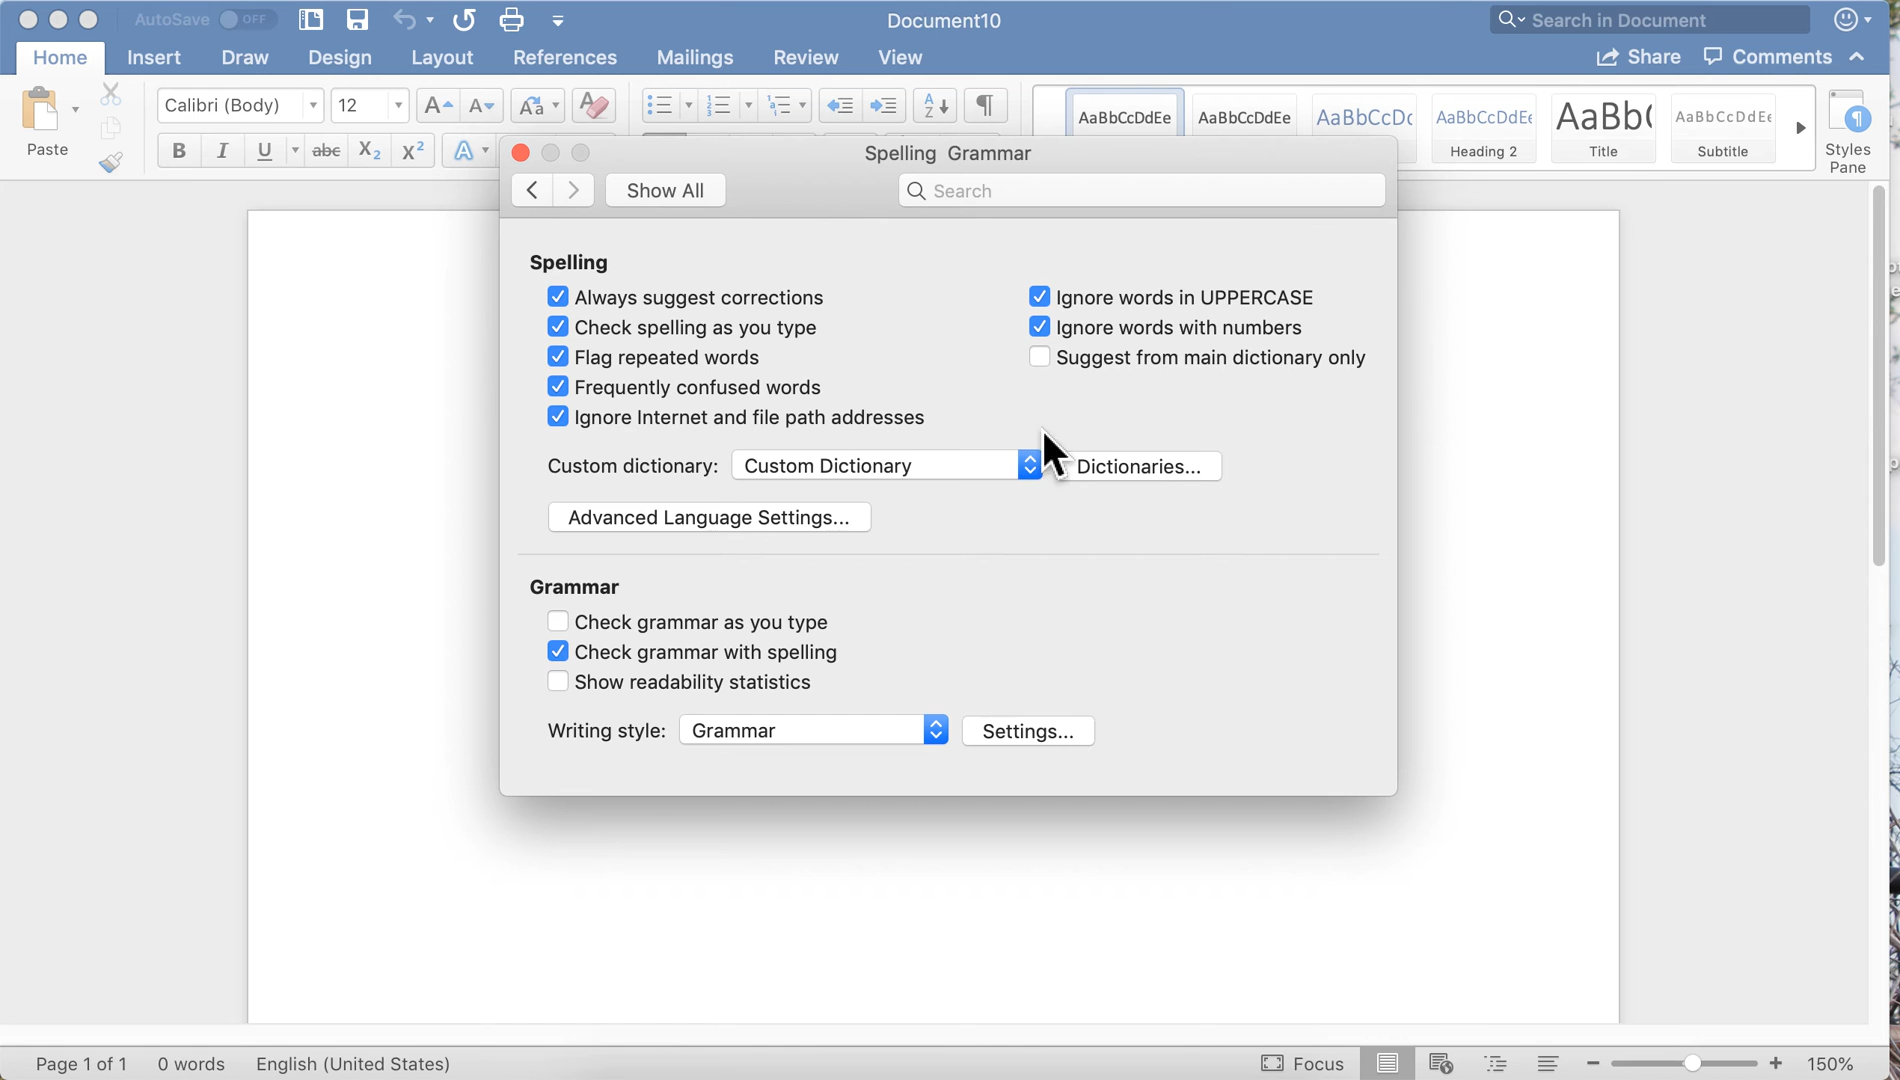 AutoSave OFF Document10 Search in Document
Home Insert Draw Design Layout References Mailings Review View Share Comments
Paste
Calibri (Body) 12
B I U abc X2 X2 A
AaBbCcDdEe AaBbCcDdEe AaBbCcDc AaBbCcDdEe AaBb( AaBbCcDdEe
Heading 2 Title Subtitle
Styles
Pane
Spelling Grammar
Show All Search
Spelling
Always suggest corrections
Check spelling as you type
Flag repeated words
Frequently confused words
Ignore Internet and file path addresses
Ignore words in UPPERCASE
Ignore words with numbers
Suggest from main dictionary only
Custom dictionary: Custom Dictionary Dictionaries...
Advanced Language Settings...
Grammar
Check grammar as you type
Check grammar with spelling
Show readability statistics
Writing style: Grammar Settings...
Page 1 of 1 0 words English (United States) Focus 150%